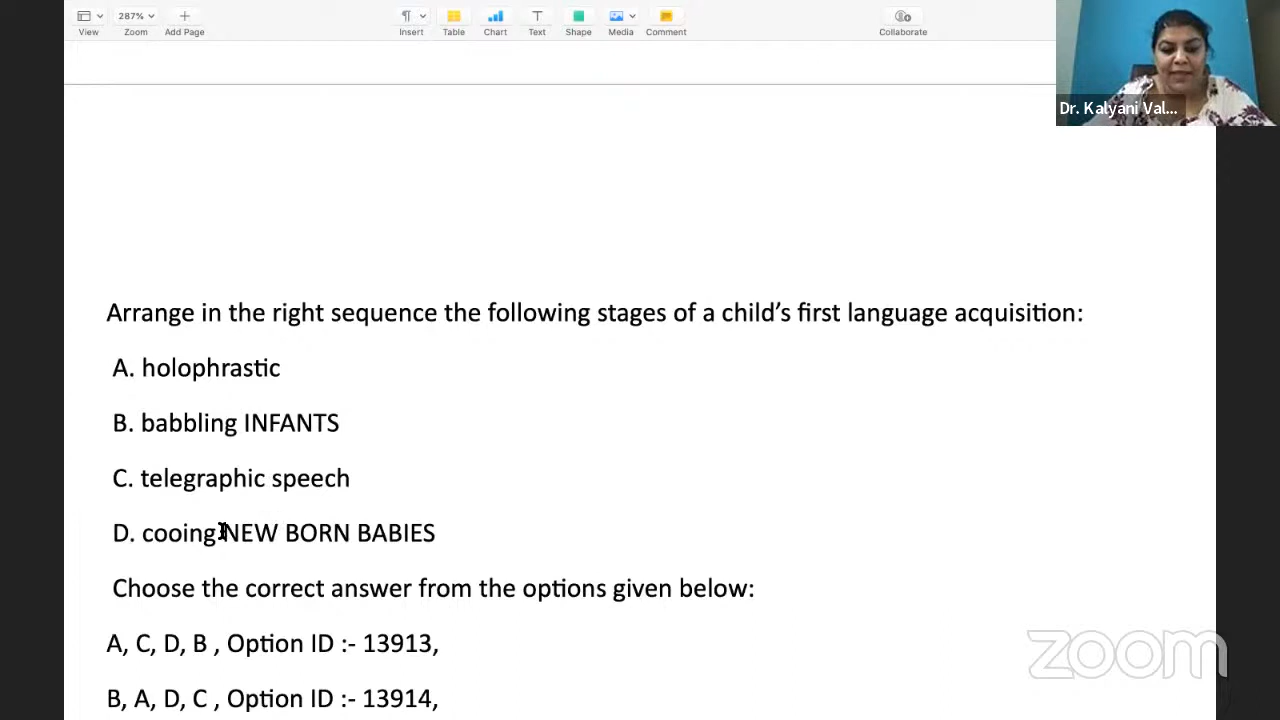 287%
View
Zoom
Add Page
Insert
Table
Chart
Text
Shape
Media
Comment
Collaborate
Dr. Kalyani Val...
Arrange in the right sequence the following stages of a child’s first language acquisition:
A. holophrastic
B. babbling INFANTS
C. telegraphic speech
D. cooing NEW BORN BABIES
Choose the correct answer from the options given below:
A, C, D, B , Option ID :- 13913,
B, A, D, C , Option ID :- 13914,
zoom